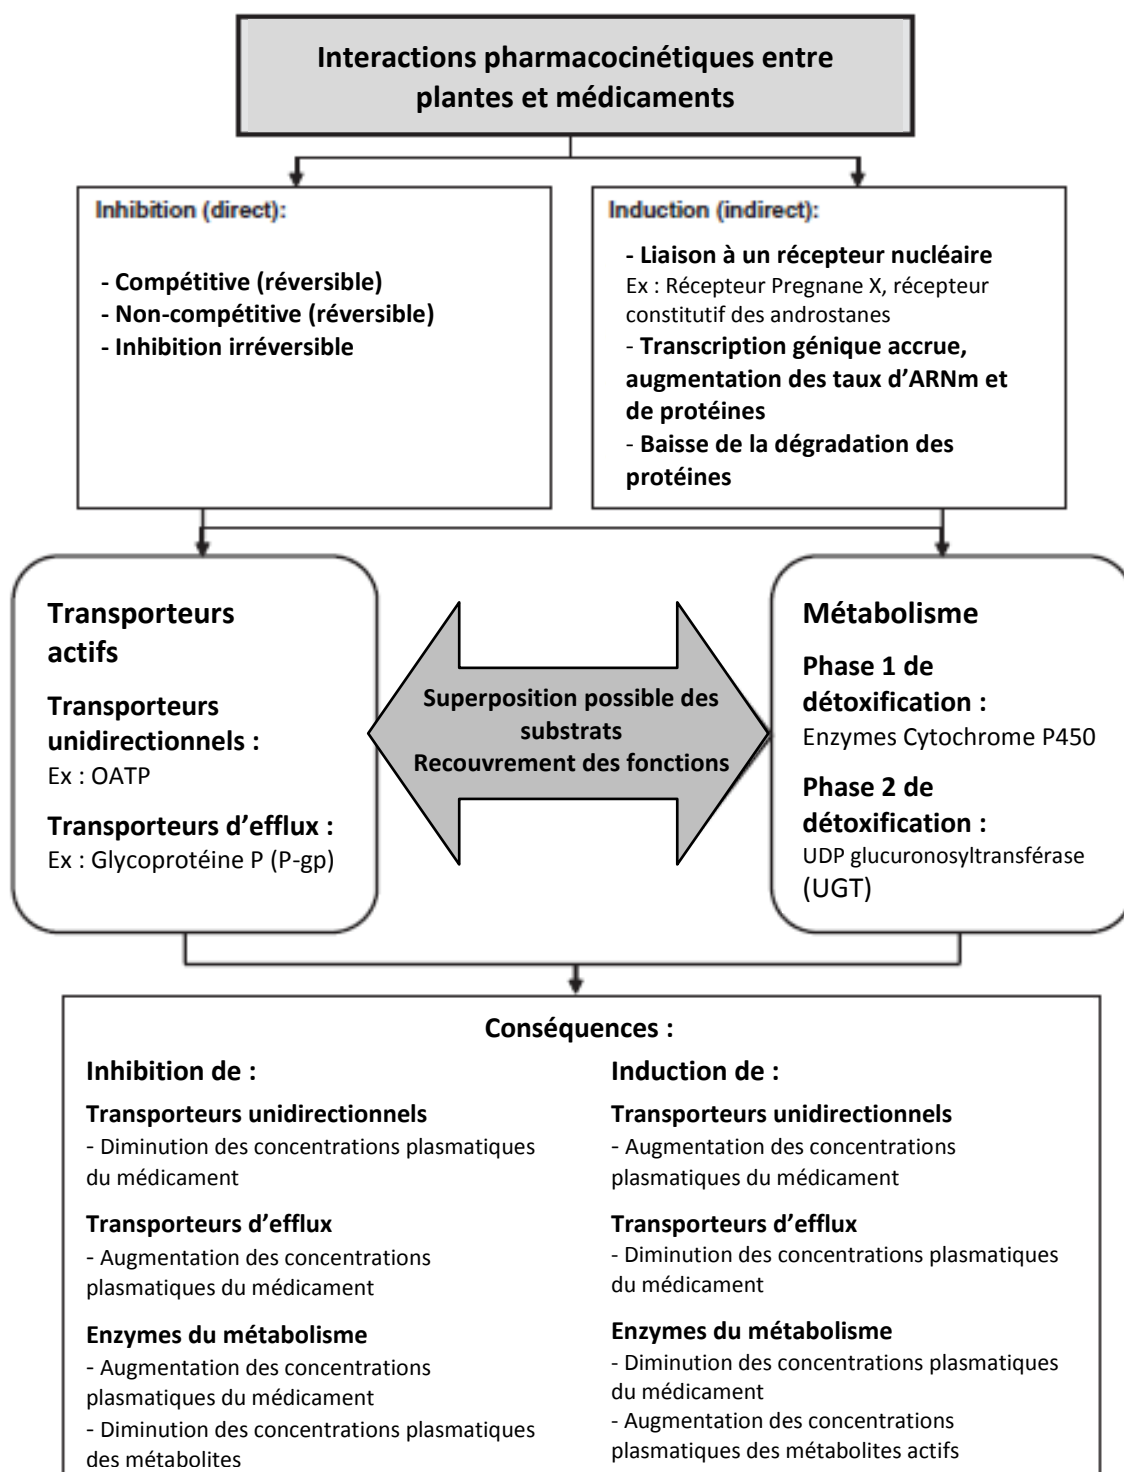 Interactions pharmacocinétiques entre
plantes et médicaments
Inhibition (direct):
- Compétitive (réversible)
- Non-compétitive (réversible)
- Inhibition irréversible
Induction (indirect):
- Liaison à un récepteur nucléaire
Ex : Récepteur Pregnane X, récepteur
constitutif des androstanes
- Transcription génique accrue,
augmentation des taux d'ARNm et
de protéines
- Baisse de la dégradation des
protéines
Transporteurs
actifs
Transporteurs
unidirectionnels :
Ex : OATP
Transporteurs d'efflux :
Ex : Glycoprotéine P (P-gp)
Superposition possible des
substrats
Recouvrement des fonctions
Métabolisme
Phase 1 de
détoxification :
Enzymes Cytochrome P450
Phase 2 de
détoxification :
UDP glucuronosyltransférase
(UGT)
Conséquences :
Inhibition de :
Transporteurs unidirectionnels
- Diminution des concentrations plasmatiques
du médicament
Transporteurs d'efflux
- Augmentation des concentrations
plasmatiques du médicament
Enzymes du métabolisme
- Augmentation des concentrations
plasmatiques du médicament
- Diminution des concentrations plasmatiques
des métabolites
Induction de :
Transporteurs unidirectionnels
- Augmentation des concentrations
plasmatiques du médicament
Transporteurs d'efflux
- Diminution des concentrations plasmatiques
du médicament
Enzymes du métabolisme
- Diminution des concentrations plasmatiques
du médicament
- Augmentation des concentrations
plasmatiques des métabolites actifs